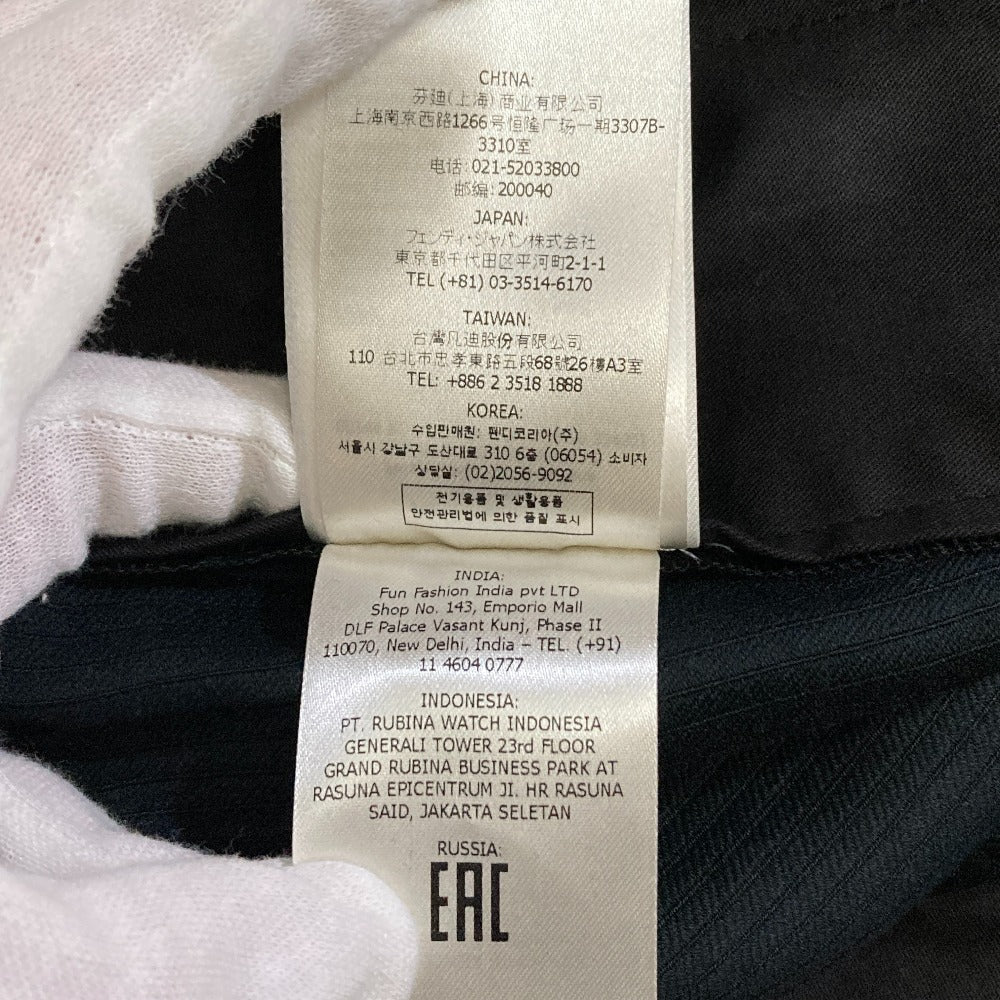 CHINA:
芬迪(上海) 商业有限公司
上海南京西路1266号恒隆广场一期3307B-
3310室
电话: 021-52033800
邮编: 200040
JAPAN:
フェンディ・ジャパン株式会社
東京都千代田区平河町2-1-1
TEL (+81) 03-3514-6170
TAIWAN:
台灣凡迪股份有限公司
110 台北市忠孝東路五段68號26樓A3室
TEL: +886 2 3518 1888
KOREA:
수입판매원: 펜디코리아(주)
서울시 강남구 도산대로 310 6층 (06054) 소비자
상담실: (02)2056-9092
전기용품 및 생활용품
안전관리법에 의한 품질 표시
INDIA:
Fun Fashion India pvt LTD
Shop No. 143, Emporio Mall
DLF Palace Vasant Kunj, Phase II
110070, New Delhi, India – TEL. (+91)
11 4604 0777
INDONESIA:
PT. RUBINA WATCH INDONESIA
GENERALI TOWER 23rd FLOOR
GRAND RUBINA BUSINESS PARK AT
RASUNA EPICENTRUM JI. HR RASUNA
SAID, JAKARTA SELETAN
RUSSIA:
EAC